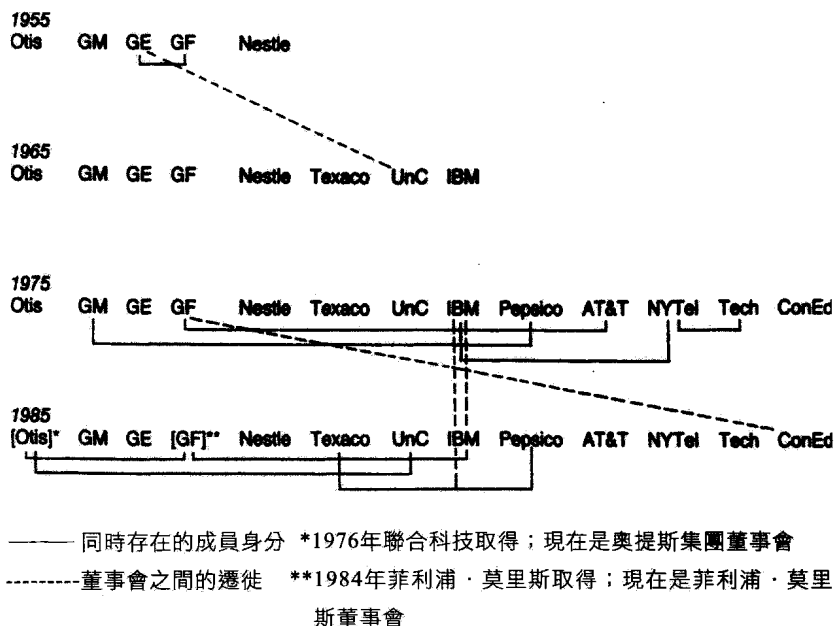 1955
Otis GM GE GF Nestle
1965
Otis GM GE GF Nestle Texaco UnC IBM
1975
Otis GM GE GF Nestle Texaco UnC IBM Pepsico AT&T NYTel Tech ConEd
1985
[Otis]* GM GE [GF]** Nestle Texaco UnC IBM Pepsico AT&T NYTel Tech ConEd
—— 同時存在的成員身分 *1976年聯合科技取得；現在是奧提斯集團董事會
-------董事會之間的遷徙 **1984年菲利浦．莫里斯取得；現在是菲利浦．莫里
斯董事會